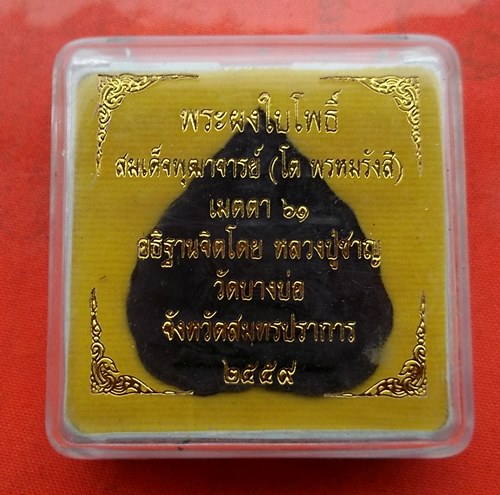 พระผงใบโพธิ์
สมเด็จพุฒาจารย์ (โต พรหมรังสี)
เมตตา ๖๑
อธิฐานจิตโดย หลวงปู่ชาญ
วัดบางบ่อ
จังหวัดสมุทรปราการ
๒๕๕๙